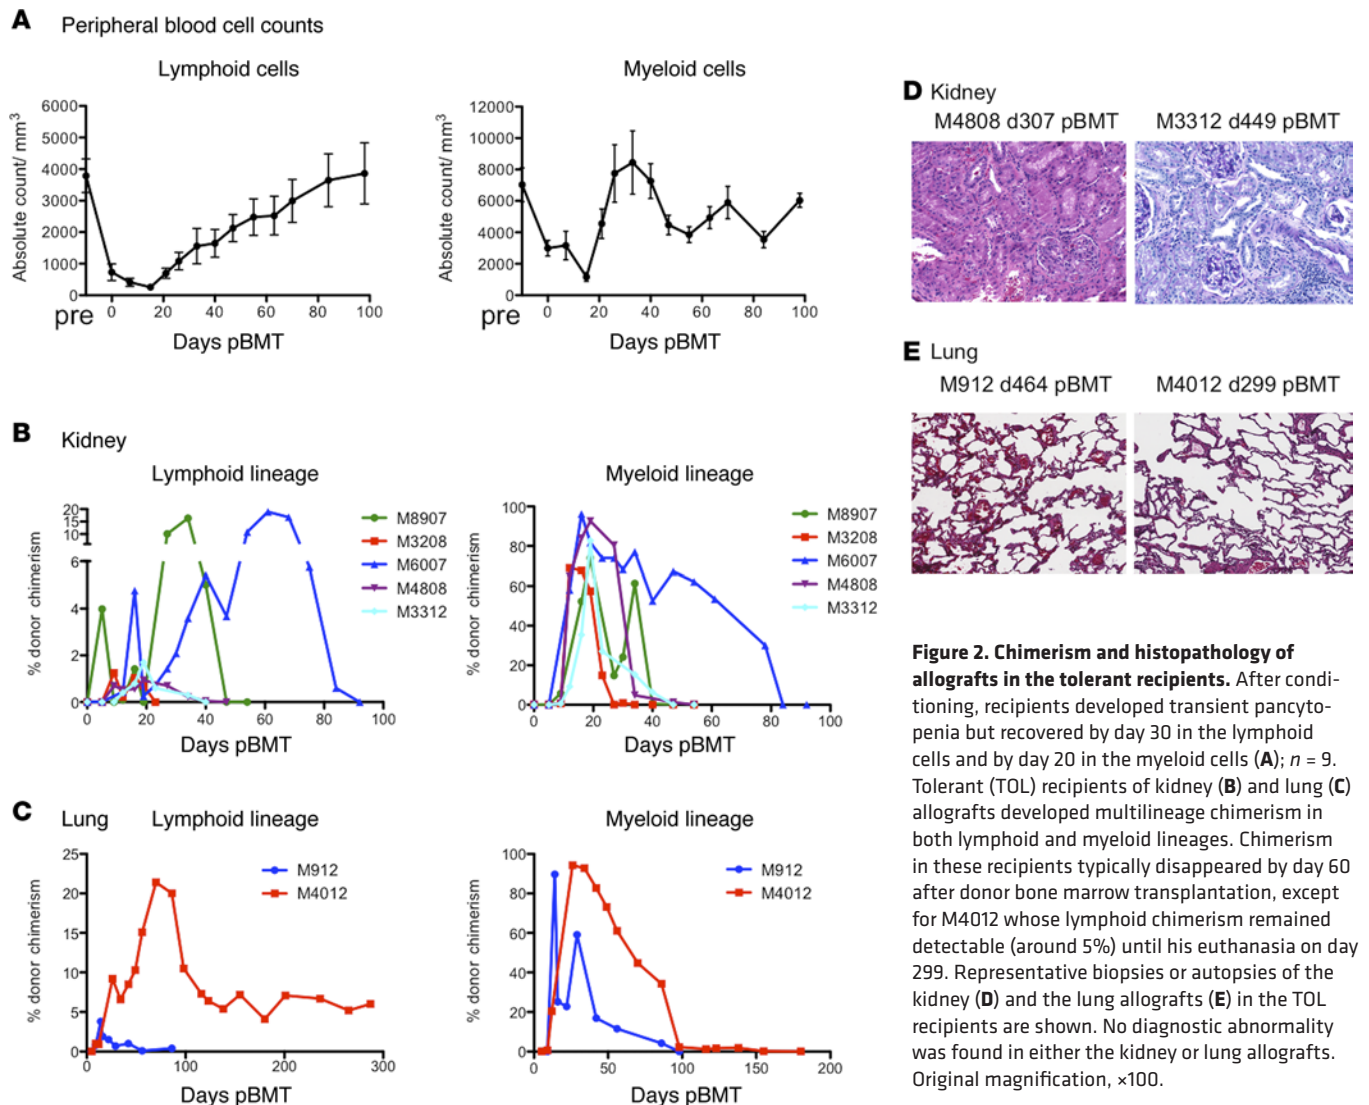 A Peripheral blood cell counts
Lymphoid cells
Absolute count/ mm³
6000
5000
4000
3000
2000
1000
0
pre 0 20 40 60 80 100
Days pBMT
Myeloid cells
Absolute count/ mm³
12000
10000
8000
6000
4000
2000
0
pre 0 20 40 60 80 100
Days pBMT
B Kidney
Lymphoid lineage
% donor chimerism
20
15
10
6
4
2
0
0 20 40 60 80 100
Days pBMT
M8907
M3208
M6007
M4808
M3312
Myeloid lineage
% donor chimerism
100
80
60
40
20
0
0 20 40 60 80 100
Days pBMT
M8907
M3208
M6007
M4808
M3312
C Lung Lymphoid lineage
% donor chimerism
25
20
15
10
5
0
0 100 200 300
Days pBMT
M912
M4012
Myeloid lineage
% donor chimerism
100
80
60
40
20
0
0 50 100 150 200
Days pBMT
M912
M4012
D Kidney
M4808 d307 pBMT M3312 d449 pBMT
E Lung
M912 d464 pBMT M4012 d299 pBMT
Figure 2. Chimerism and histopathology of
allografts in the tolerant recipients. After condi-
tioning, recipients developed transient pancyto-
penia but recovered by day 30 in the lymphoid
cells and by day 20 in the myeloid cells (A); n = 9.
Tolerant (TOL) recipients of kidney (B) and lung (C)
allografts developed multilineage chimerism in
both lymphoid and myeloid lineages. Chimerism
in these recipients typically disappeared by day 60
after donor bone marrow transplantation, except
for M4012 whose lymphoid chimerism remained
detectable (around 5%) until his euthanasia on day
299. Representative biopsies or autopsies of the
kidney (D) and the lung allografts (E) in the TOL
recipients are shown. No diagnostic abnormality
was found in either the kidney or lung allografts.
Original magnification, ×100.